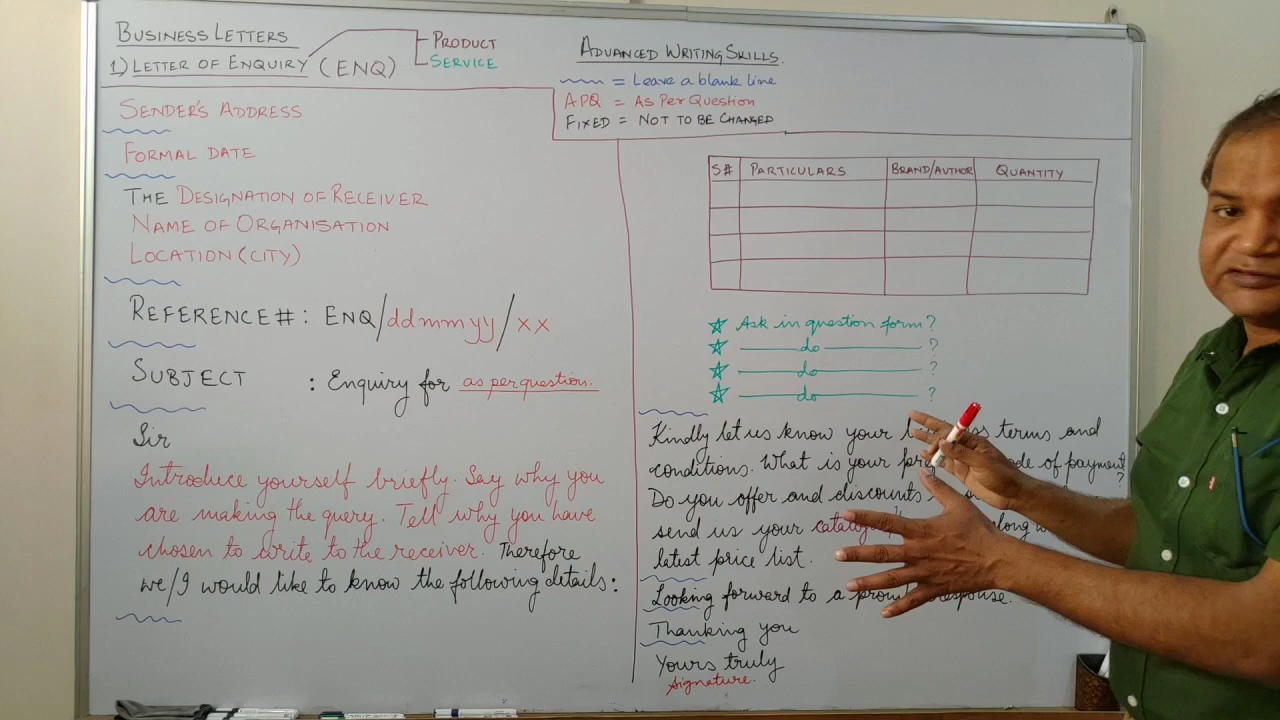 BUSINESS LETTERS
1) LETTER OF ENQUIRY (ENQ)
PRODUCT
SERVICE
ADVANCED WRITING SKILLS.
= Leave a blank line
APQ = AS PER QUESTION
FIXED = NOT TO BE CHANGED
SENDER'S ADDRESS
FORMAL DATE
THE DESIGNATION OF RECEIVER
NAME OF ORGANISATION
LOCATION (CITY)
REFERENCE #: ENQ/ddmmyy/xx
SUBJECT : Enquiry for as per question.
Sir
Introduce yourself briefly. Say why you
are making the query. Tell why you have
chosen to write to the receiver. Therefore
we/I would like to know the following details:
S# PARTICULARS BRAND/AUTHOR QUANTITY
Ask in question form?
do ?
do ?
do ?
Kindly let us know your terms and
conditions. What is your of payment?
Do you offer and discounts
send us your along
latest price list.
Looking forward to a response.
Thanking you
Yours truly
Signature.